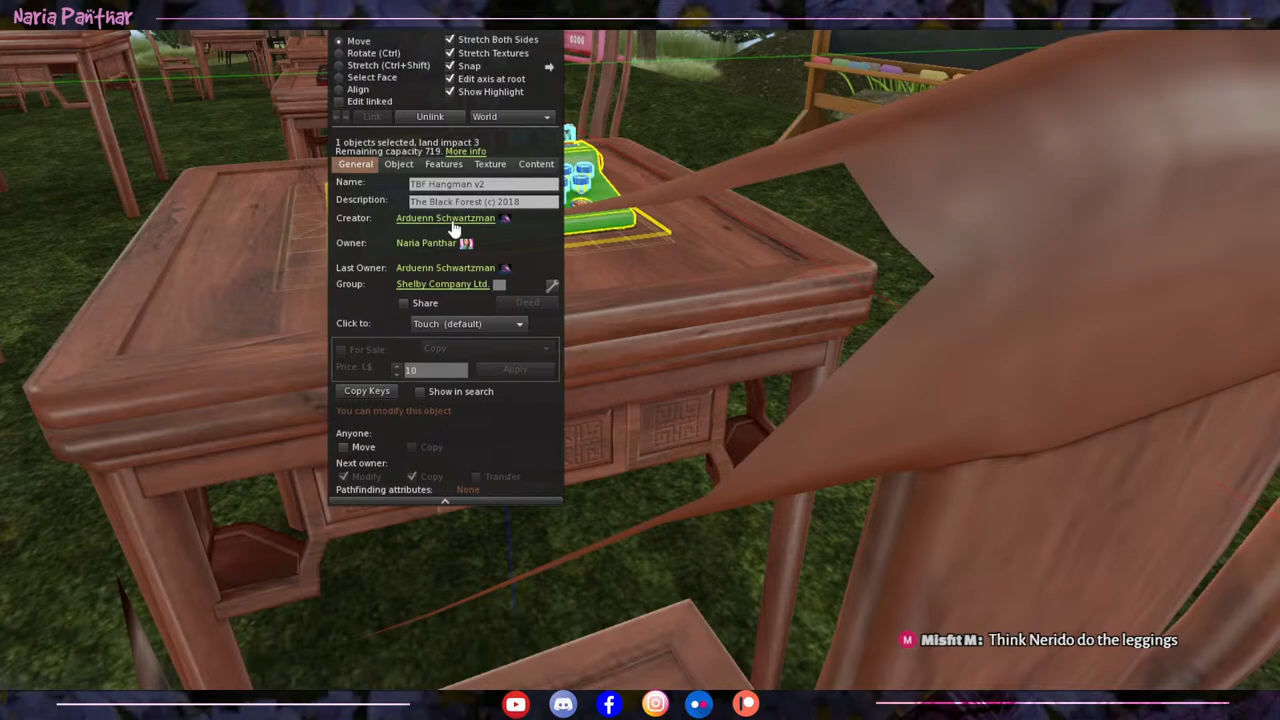 Naria Panthar
Move
Rotate (Ctrl)
Stretch (Ctrl+Shift)
Select Face
Align
Edit linked
Stretch Both Sides
Stretch Textures
Snap
Edit axis at root
Show Highlight
Link
Unlink
World
1 objects selected, land impact 3
Remaining capacity 719. More info
General Object Features Texture Content
Name: TBF Hangman v2
Description: The Black Forest (c) 2018
Creator: Arduenn Schwartzman
Owner: Naria Panthar
Last Owner: Arduenn Schwartzman
Group: Shelby Company Ltd.
Share Deed
Click to: Touch (default)
For Sale: Copy
Price: L$ 10 Apply
Copy Keys Show in search
You can modify this object
Anyone:
Move Copy
Next owner:
Modify Copy Transfer
Pathfinding attributes: None
M Misfit M: Think Nerido do the leggings